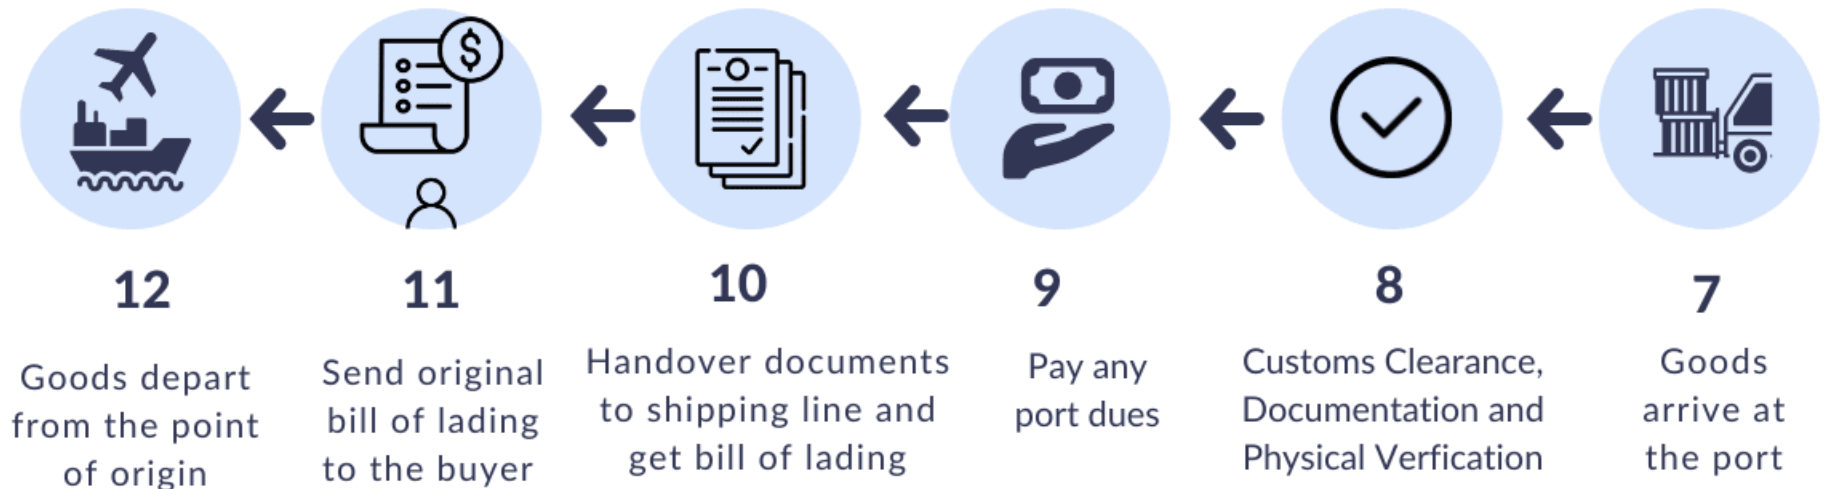 $
12
Goods depart
from the point
of origin
11
Send original
bill of lading
to the buyer
10
Handover documents
to shipping line and
get bill of lading
9
Pay any
port dues
8
Customs Clearance,
Documentation and
Physical Verfication
7
Goods
arrive at
the port